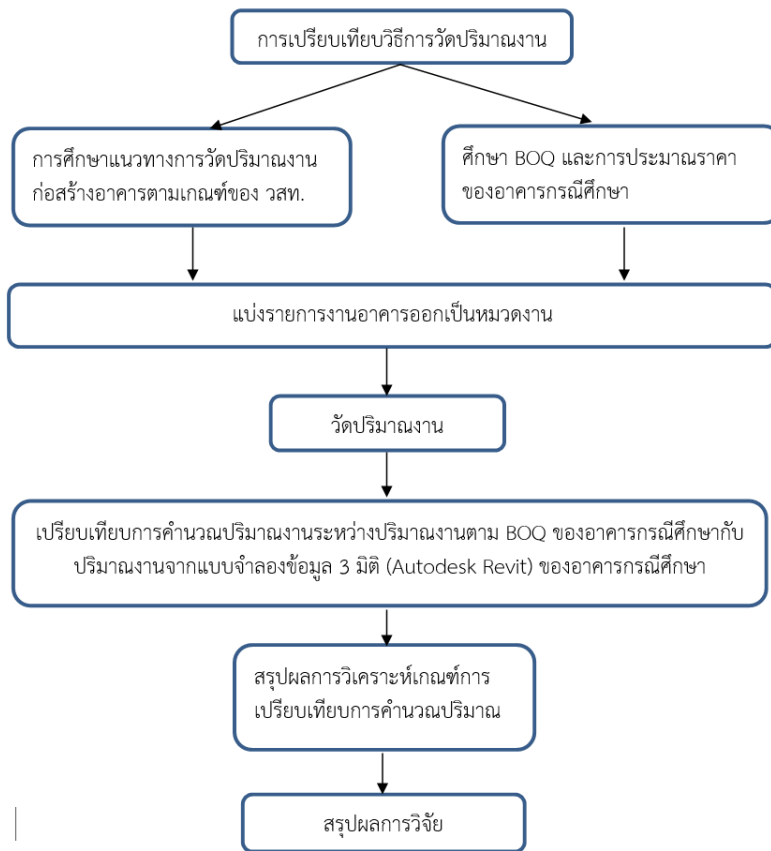 การเปรียบเทียบวิธีการวัดปริมาณงาน
การศึกษาแนวทางการวัดปริมาณงาน
ก่อสร้างอาคารตามเกณฑ์ของ วสท.
ศึกษา BOQ และการประมาณราคา
ของอาคารกรณีศึกษา
แบ่งรายการงานอาคารออกเป็นหมวดงาน
วัดปริมาณงาน
เปรียบเทียบการคำนวณปริมาณงานระหว่างปริมาณงานตาม BOQ ของอาคารกรณีศึกษากับ
ปริมาณงานจากแบบจำลองข้อมูล 3 มิติ (Autodesk Revit) ของอาคารกรณีศึกษา
สรุปผลการวิเคราะห์เกณฑ์การ
เปรียบเทียบการคำนวณปริมาณ
สรุปผลการวิจัย